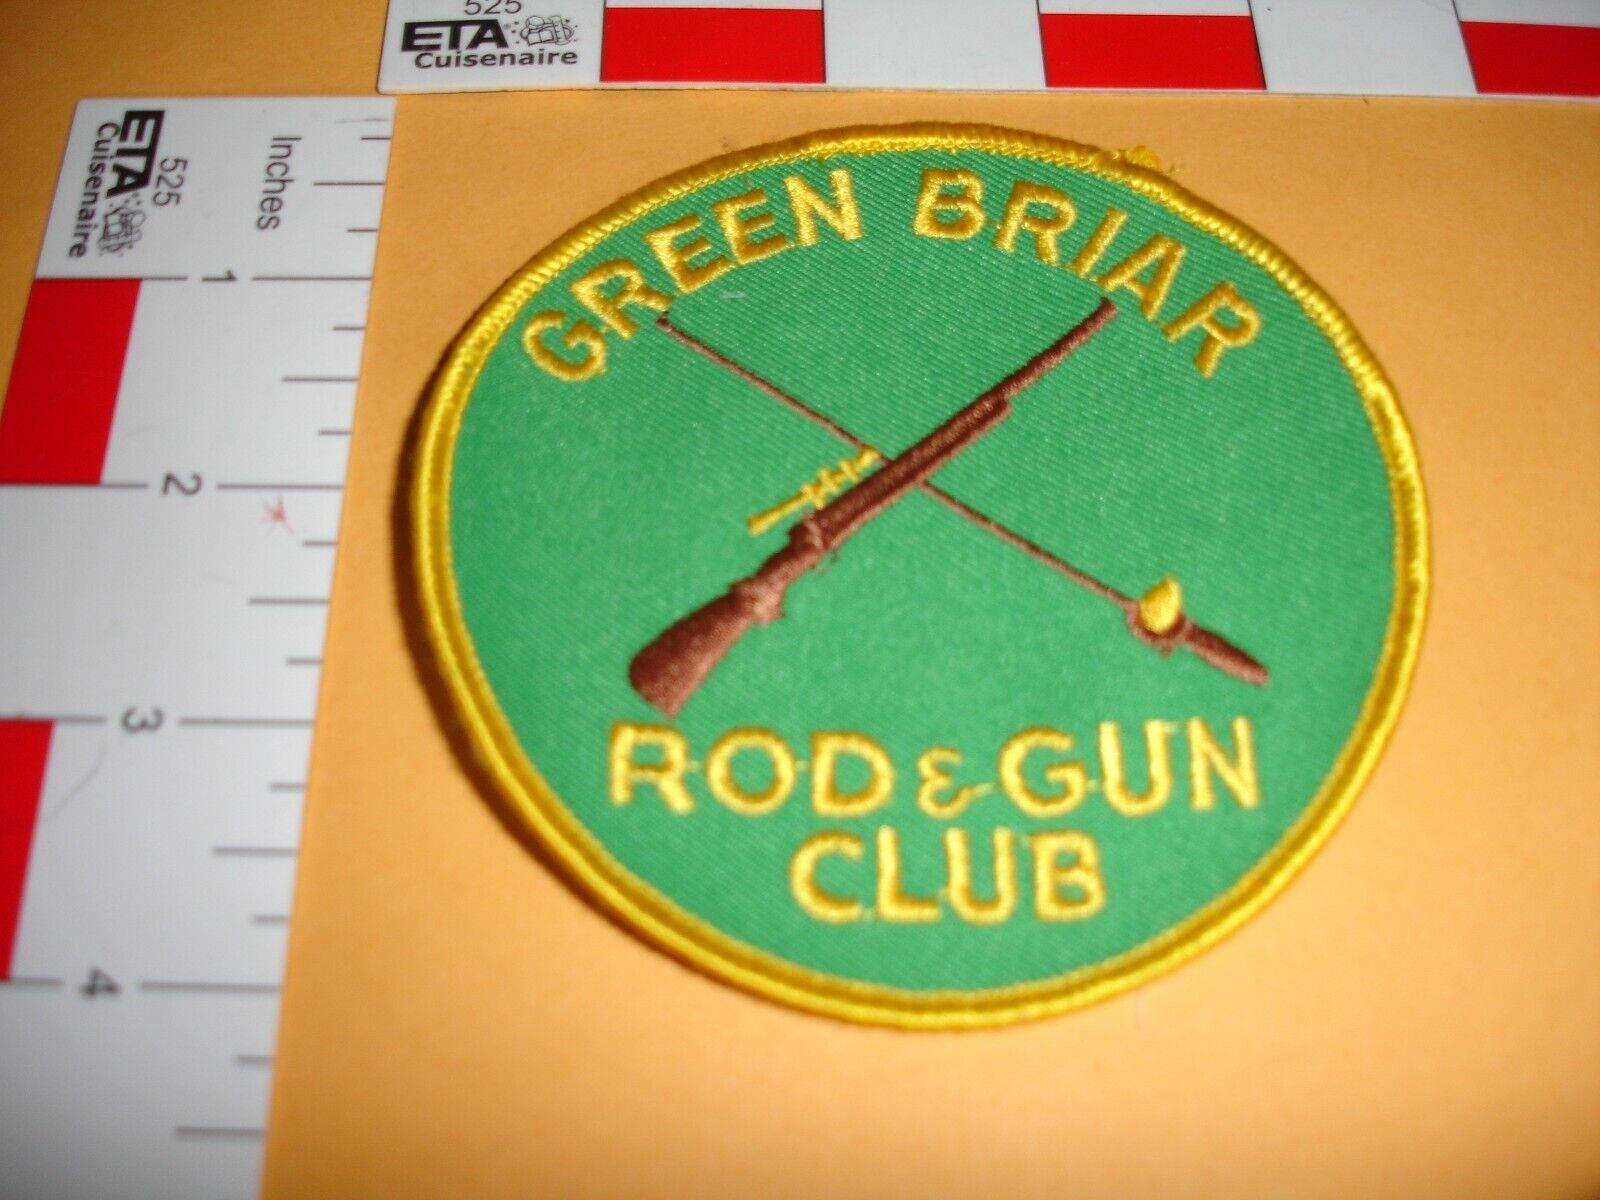 525
ETA
Cuisenaire
ETA
Cuisenaire
525
Inches
1
2
3
4
GREEN BRIAR
ROD & GUN
CLUB